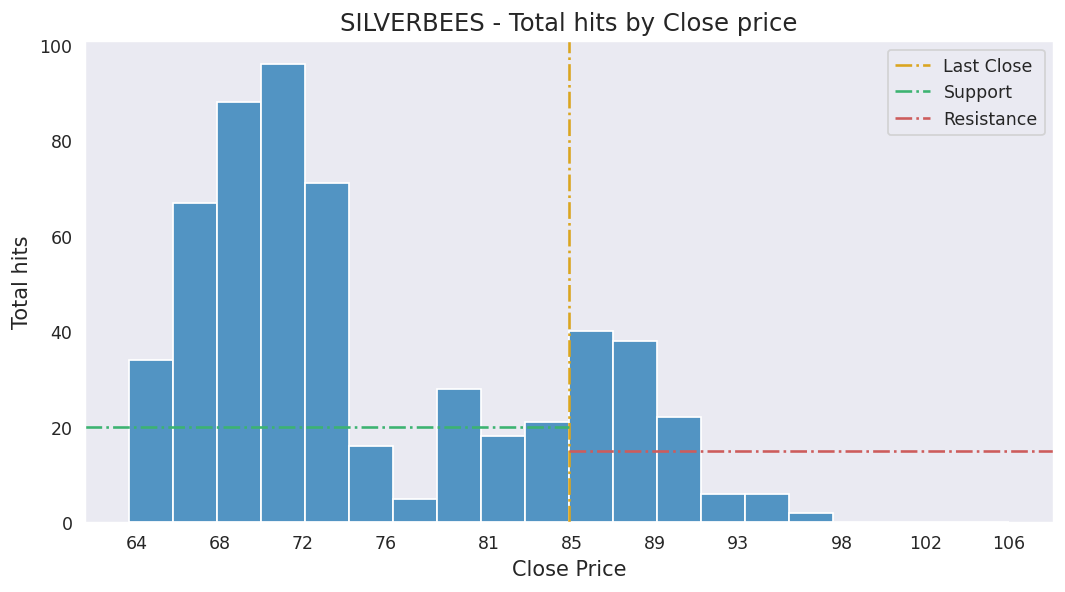 SILVERBEES - Total hits by Close price
Last Close
Support
Resistance
Total hits
100
80
60
40
20
0
64 68 72 76 81 85 89 93 98 102 106
Close Price